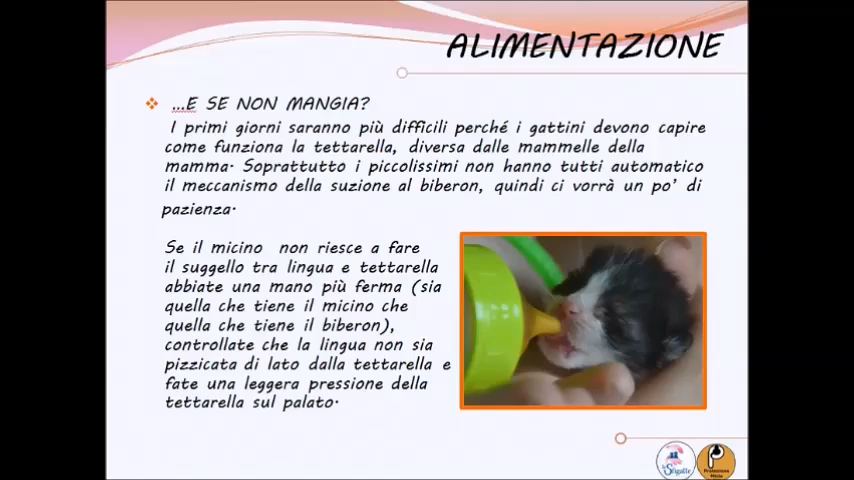 ALIMENTAZIONE
...E SE NON MANGIA?
I primi giorni saranno più difficili perché i gattini devono capire
come funziona la tettarella, diversa dalle mammelle della
mamma. Soprattutto i piccolissimi non hanno tutti automatico
il meccanismo della suzione al biberon, quindi ci vorrà un po' di
pazienza.
Se il micino non riesce a fare
il suggello tra lingua e tettarella
abbiate una mano più ferma (sia
quella che tiene il micino che
quella che tiene il biberon),
controllate che la lingua non sia
pizzicata di lato dalla tettarella e
fate una leggera pressione della
tettarella sul palato.
Sfigatte
Protezione
Micio